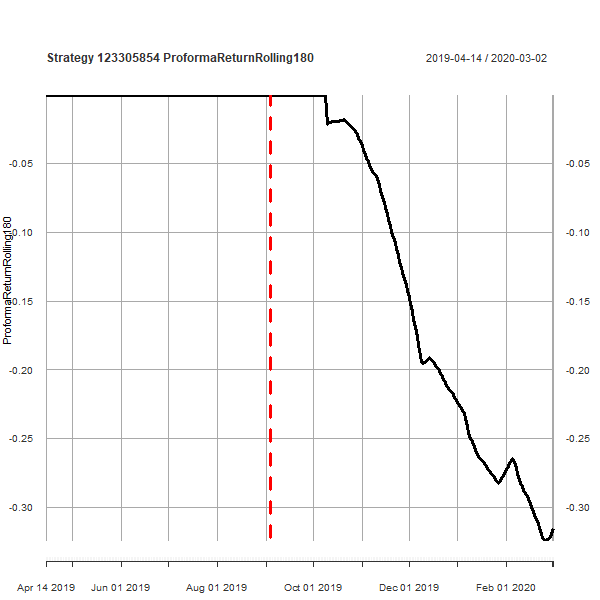 Strategy 123305854 ProformaReturnRolling180
2019-04-14 / 2020-03-02
ProformaReturnRolling180
-0.05
-0.05
-0.10
-0.10
-0.15
-0.15
-0.20
-0.20
-0.25
-0.25
-0.30
-0.30
Apr 14 2019
Jun 01 2019
Aug 01 2019
Oct 01 2019
Dec 01 2019
Feb 01 2020